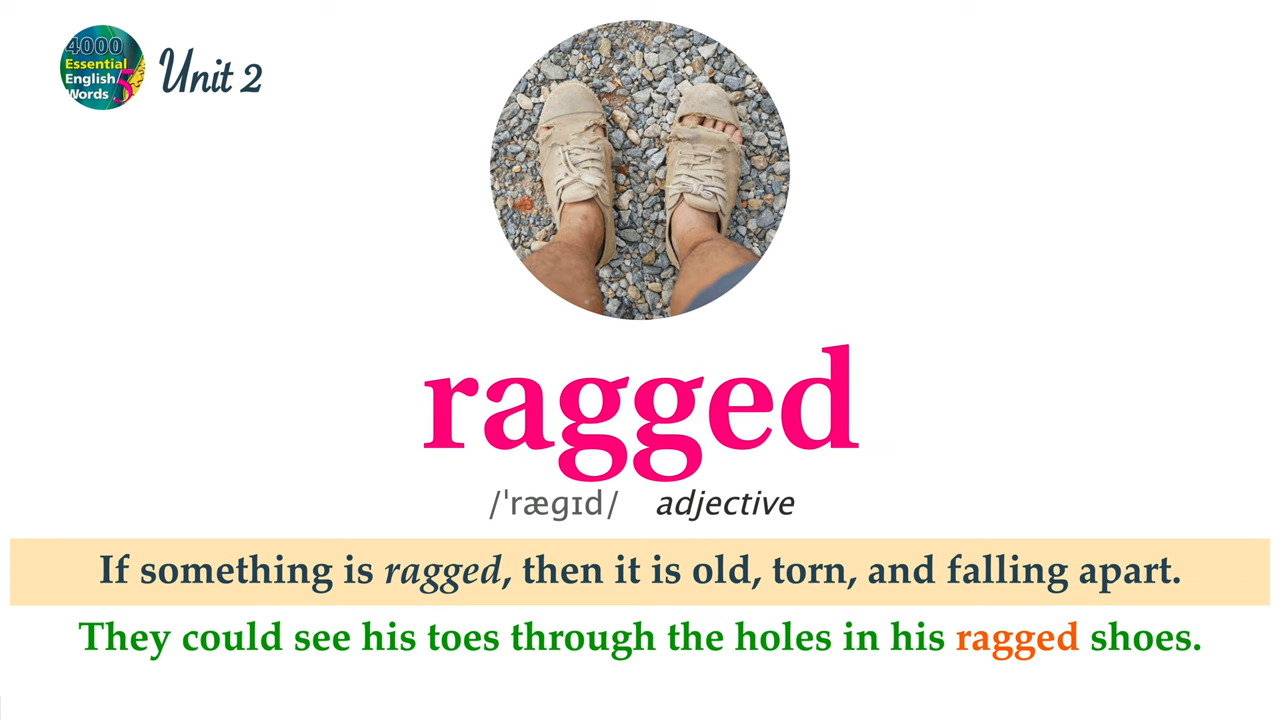 4000
Essential
English
Words 5
Unit 2
ragged
/ˈrægɪd/ adjective
If something is ragged, then it is old, torn, and falling apart.
They could see his toes through the holes in his ragged shoes.